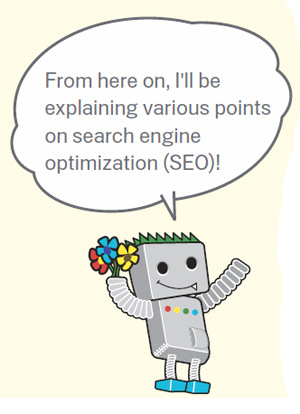 From here on, I'll be
explaining various points
on search engine
optimization (SEO)!